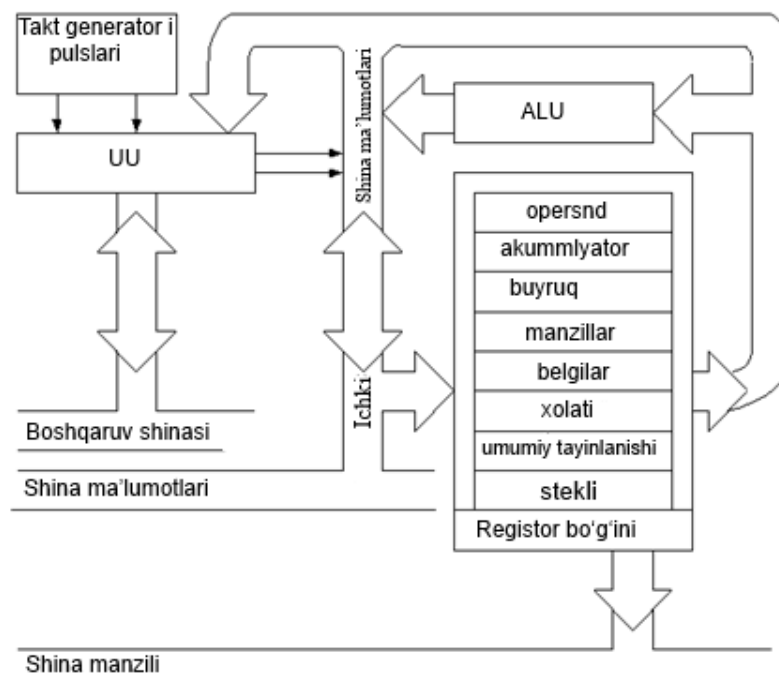 Takt generator i
pulslari
UU
Shina ma'lumotlari
Ichki
ALU
opersnd
akummlyator
buyruq
manzillar
belgilar
xolati
umumiy tayinlanishi
stekli
Registor bo‘g‘ini
Boshqaruv shinasi
Shina ma’lumotlari
Shina manzili